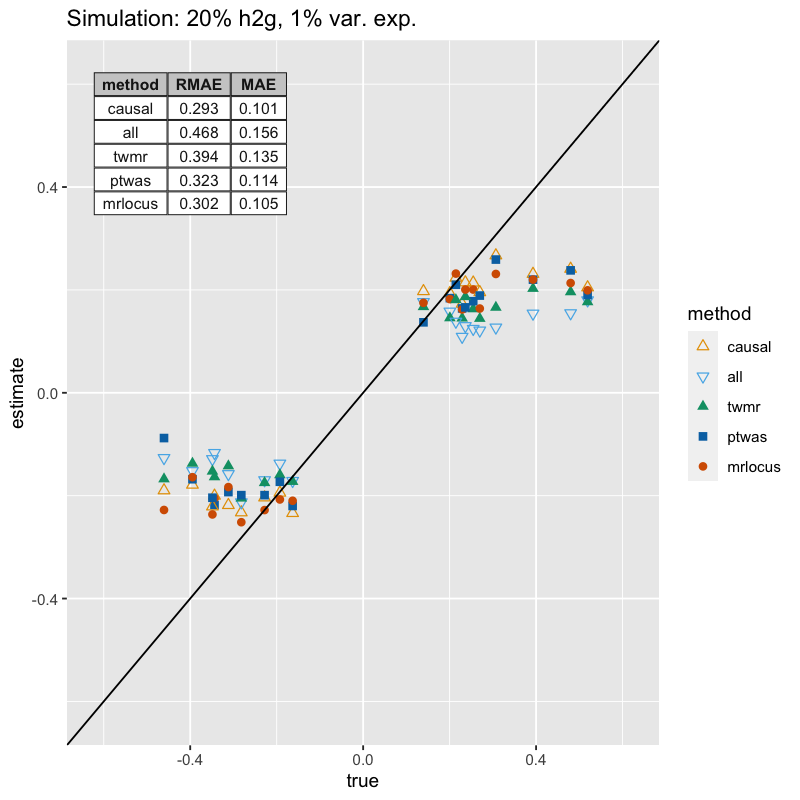 Simulation: 20% h2g, 1% var. exp.
method RMAE MAE
causal 0.293 0.101
all 0.468 0.156
twmr 0.394 0.135
ptwas 0.323 0.114
mrlocus 0.302 0.105
0.4
0.0
-0.4
estimate
-0.4 0.0 0.4
true
method
causal
all
twmr
ptwas
mrlocus